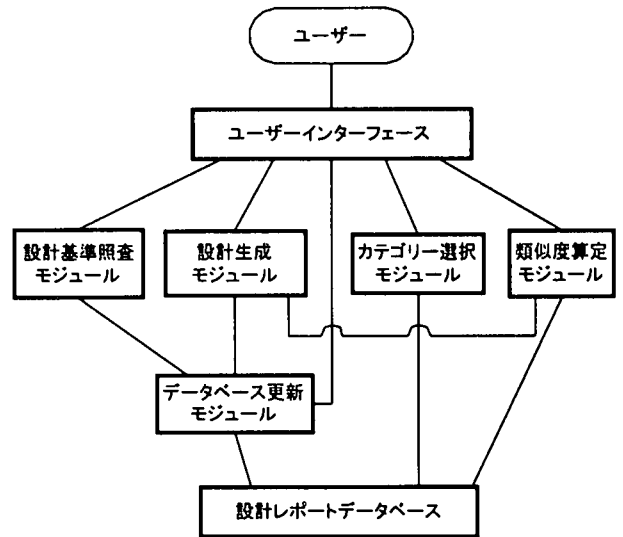 ユーザー
ユーザーインターフェース
設計基準照査
モジュール
設計生成
モジュール
カテゴリー選択
モジュール
類似度算定
モジュール
データベース更新
モジュール
設計レポートデータベース